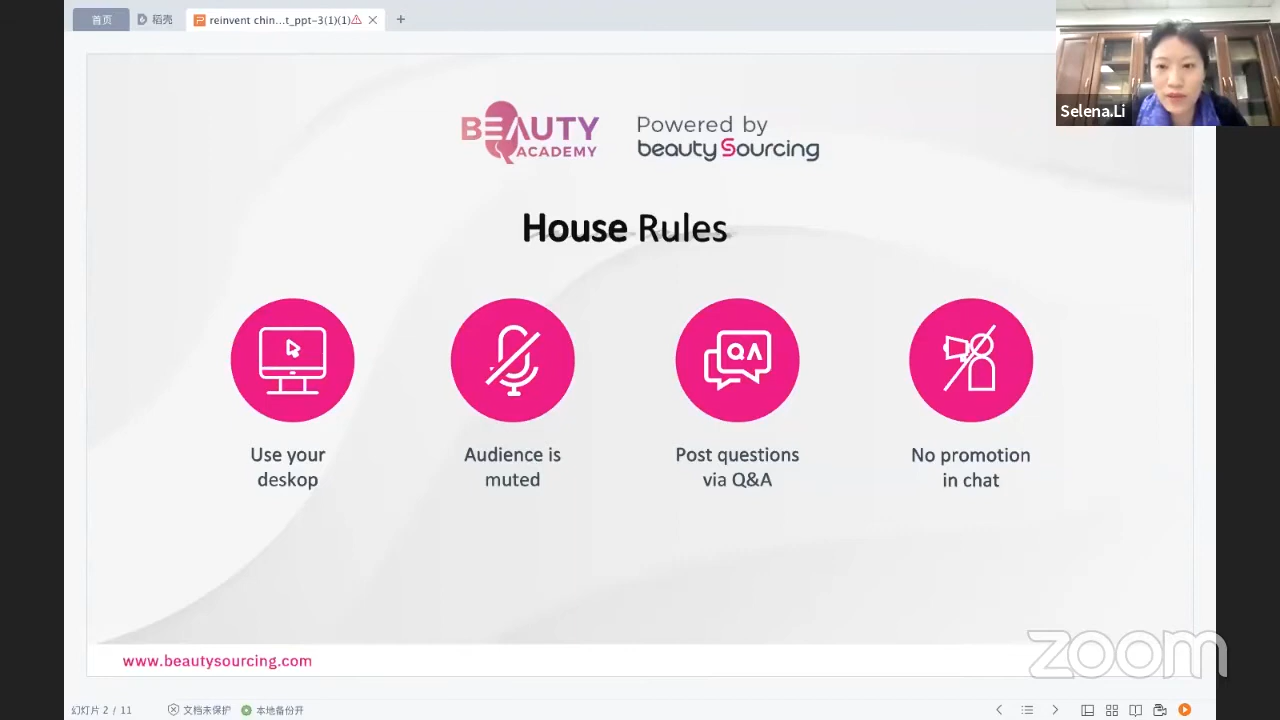 首页
稻壳
reinvent chin...t_ppt-3(1)(1)
Selena.Li
BEAUTY
ACADEMY
Powered by
beautySourcing
House Rules
QA
Use your
deskop
Audience is
muted
Post questions
via Q&A
No promotion
in chat
www.beautysourcing.com
zoom
幻灯片 2 / 11
文档未保护
本地备份开